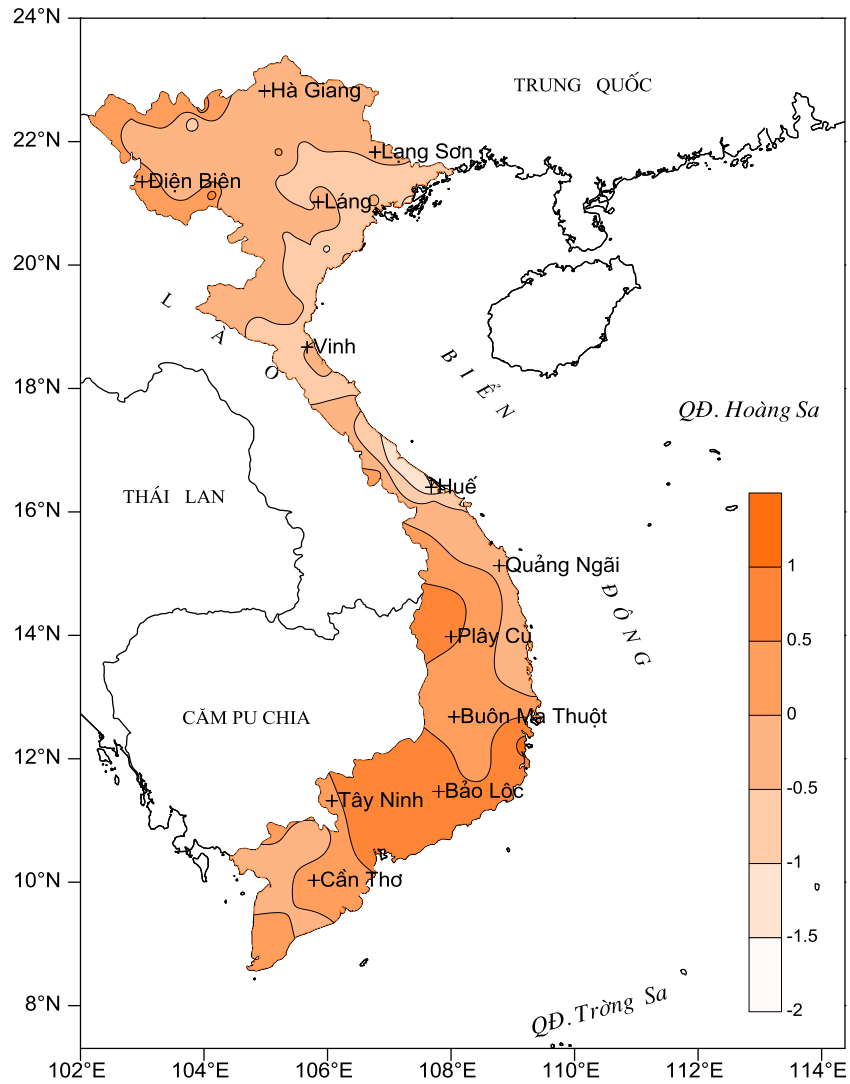 24°N
TRUNG QUỐC
Hà Giang
22°N
Lang Sơn
Điện Biên
Láng
20°N
L A O
Vinh
BIỂN
18°N
QĐ. Hoàng Sa
THÁI LAN
Huế
16°N
Quảng Ngãi
ĐÔNG
1
14°N
Plây Cu
0.5
CĂM PU CHIA
Buôn Ma Thuột
0
12°N
Bảo Lộc
Tây Ninh
-0.5
-1
10°N
Cần Thơ
-1.5
8°N
QĐ. Trờng Sa
-2
102°E 104°E 106°E 108°E 110°E 112°E 114°E